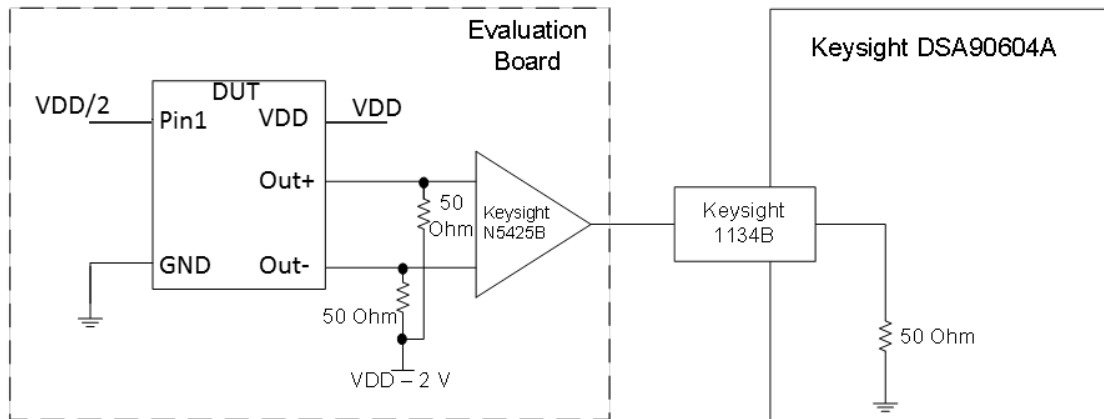 Evaluation
Board
Keysight DSA90604A
DUT
VDD/2
Pin1
VDD
VDD
Out+
50
Ohm
Keysight
N5425B
Keysight
1134B
GND
Out-
50 Ohm
50 Ohm
VDD – 2 V